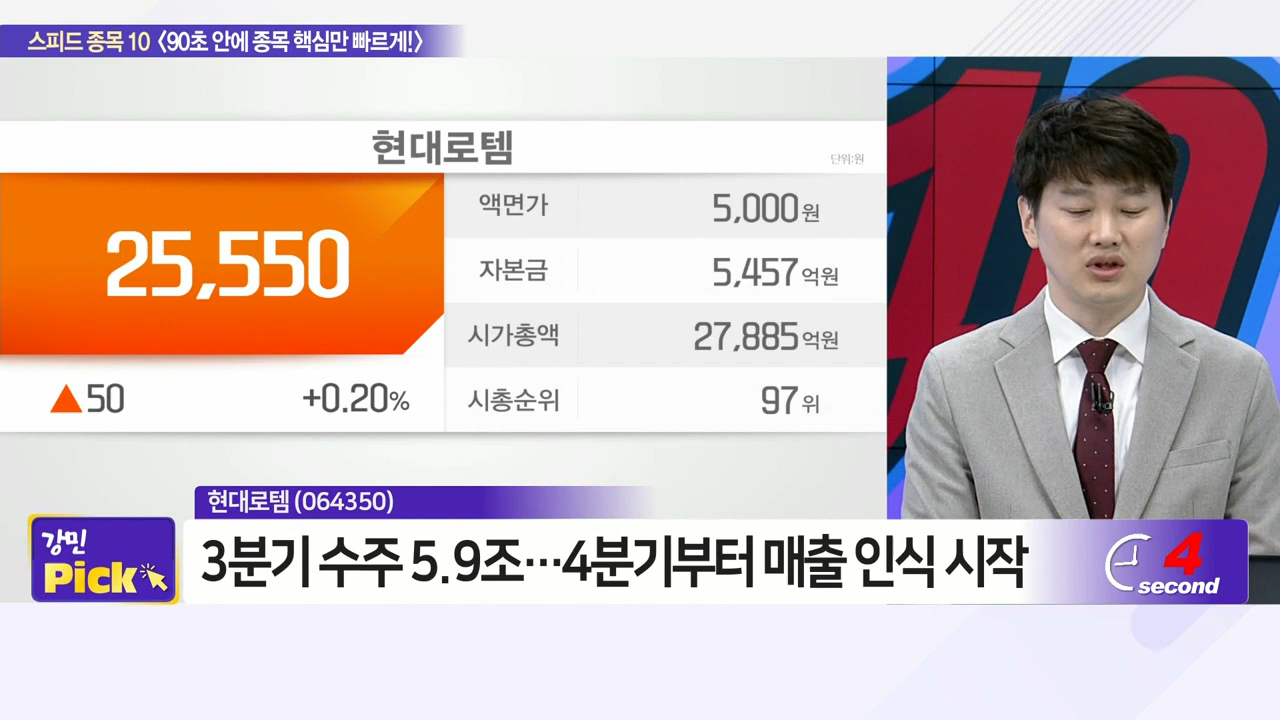 스피드 종목 10 〈90초 안에 종목 핵심만 빠르게!〉
현대로템
단위:원
25,550
▲50 +0.20%
액면가 5,000원
자본금 5,457억원
시가총액 27,885억원
시총순위 97위
10
현대로템 (064350)
강민
Pick
3분기 수주 5.9조…4분기부터 매출 인식 시작
4
second